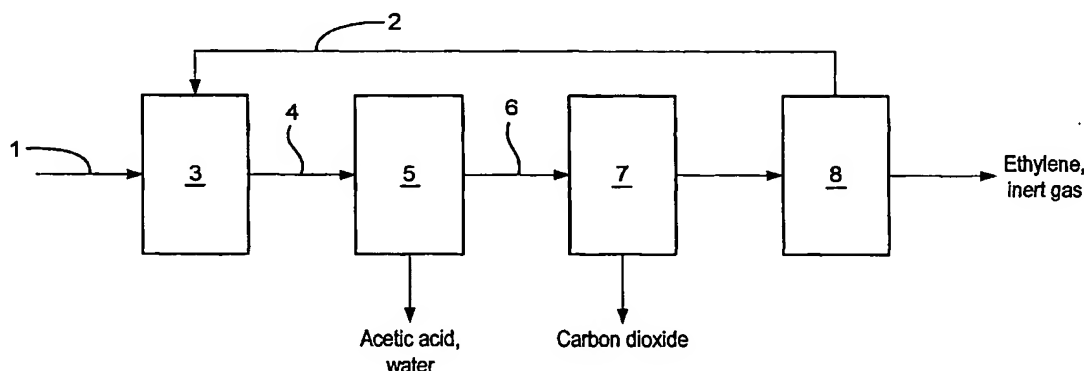 2
1
3
4
5
6
7
8
Ethylene,
inert gas
Acetic acid,
water
Carbon dioxide